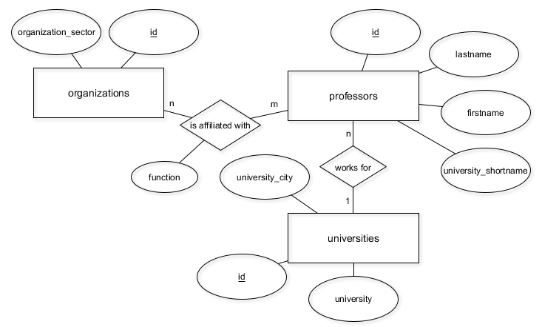 organization_sector
id
id
lastname
organizations
n
m
professors
firstname
is affiliated with
n
function
university_city
works for
university_shortname
1
universities
id
university